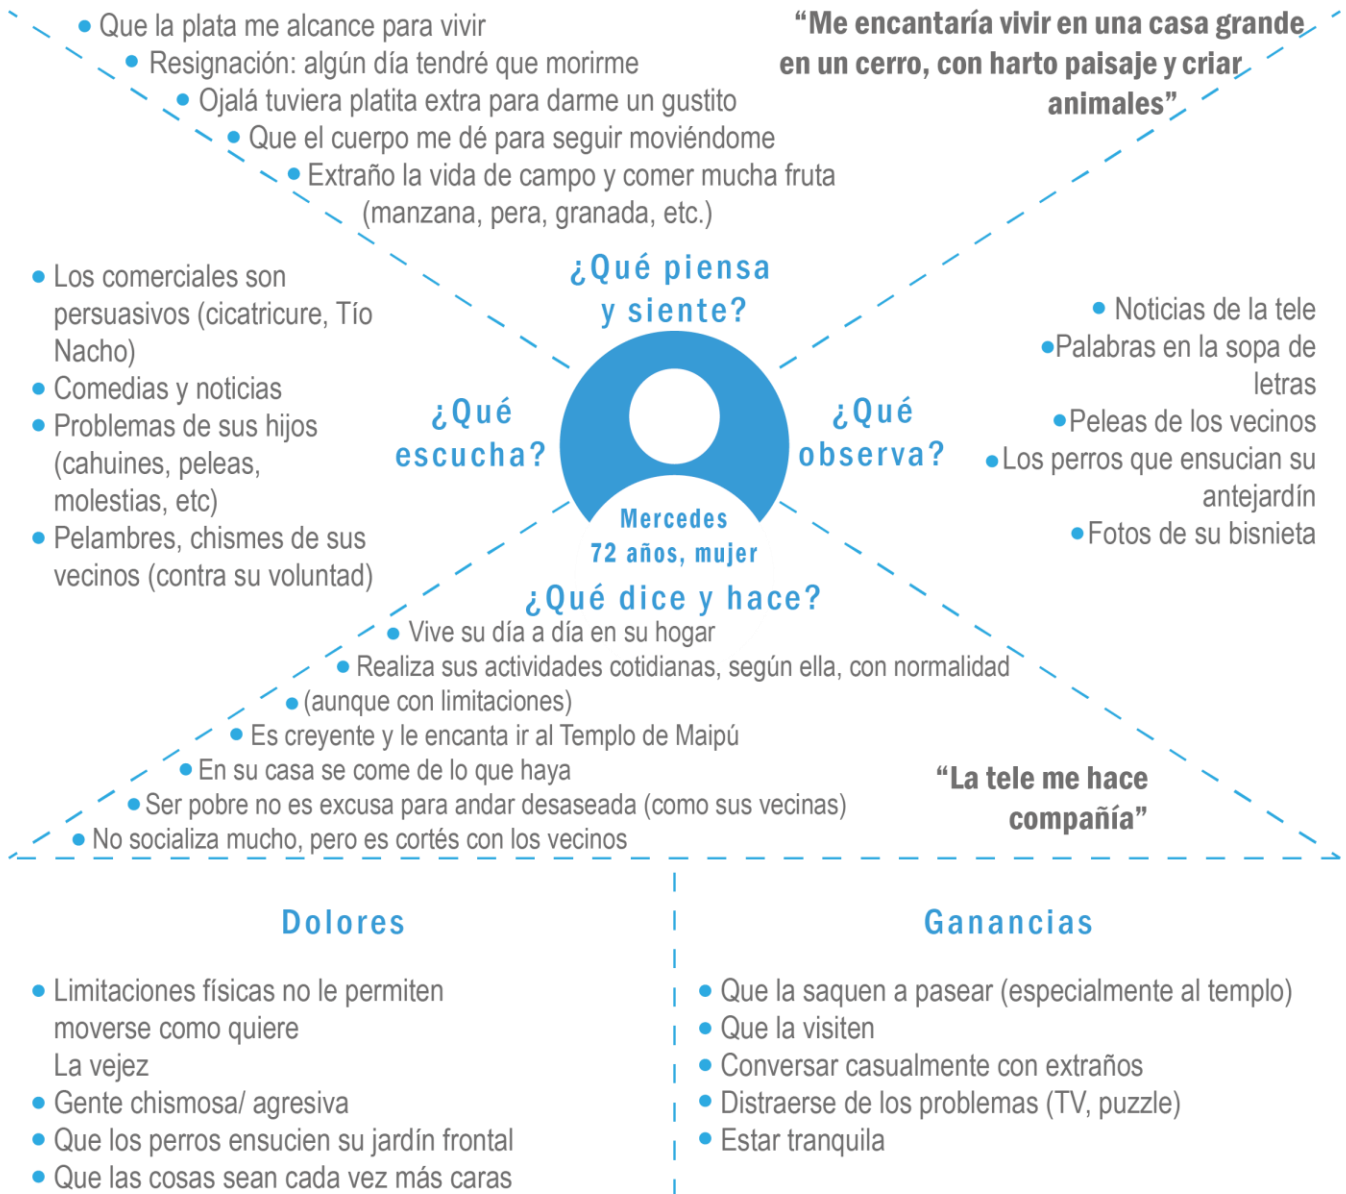 • Que la plata me alcance para vivir
• Resignación: algún día tendré que morirme
• Ojalá tuviera platita extra para darme un gustito
• Que el cuerpo me dé para seguir moviéndome
• Extraño la vida de campo y comer mucha fruta
(manzana, pera, granada, etc.)
“Me encantaría vivir en una casa grande
en un cerro, con harto paisaje y criar
animales”
¿Qué piensa
y siente?
• Los comerciales son
persuasivos (cicatricure, Tío
Nacho)
• Comedias y noticias
• Problemas de sus hijos
(cahuines, peleas,
molestias, etc)
• Pelambres, chismes de sus
vecinos (contra su voluntad)
¿Qué
escucha?
¿Qué
observa?
• Noticias de la tele
• Palabras en la sopa de
letras
• Peleas de los vecinos
• Los perros que ensucian su
antejardín
• Fotos de su bisnieta
Mercedes
72 años, mujer
¿Qué dice y hace?
• Vive su día a día en su hogar
• Realiza sus actividades cotidianas, según ella, con normalidad
• (aunque con limitaciones)
• Es creyente y le encanta ir al Templo de Maipú
• En su casa se come de lo que haya
• Ser pobre no es excusa para andar desaseada (como sus vecinas)
• No socializa mucho, pero es cortés con los vecinos
“La tele me hace
compañía”
Dolores
• Limitaciones físicas no le permiten
moverse como quiere
La vejez
• Gente chismosa/ agresiva
• Que los perros ensucien su jardín frontal
• Que las cosas sean cada vez más caras
Ganancias
• Que la saquen a pasear (especialmente al templo)
• Que la visiten
• Conversar casualmente con extraños
• Distraerse de los problemas (TV, puzzle)
• Estar tranquila